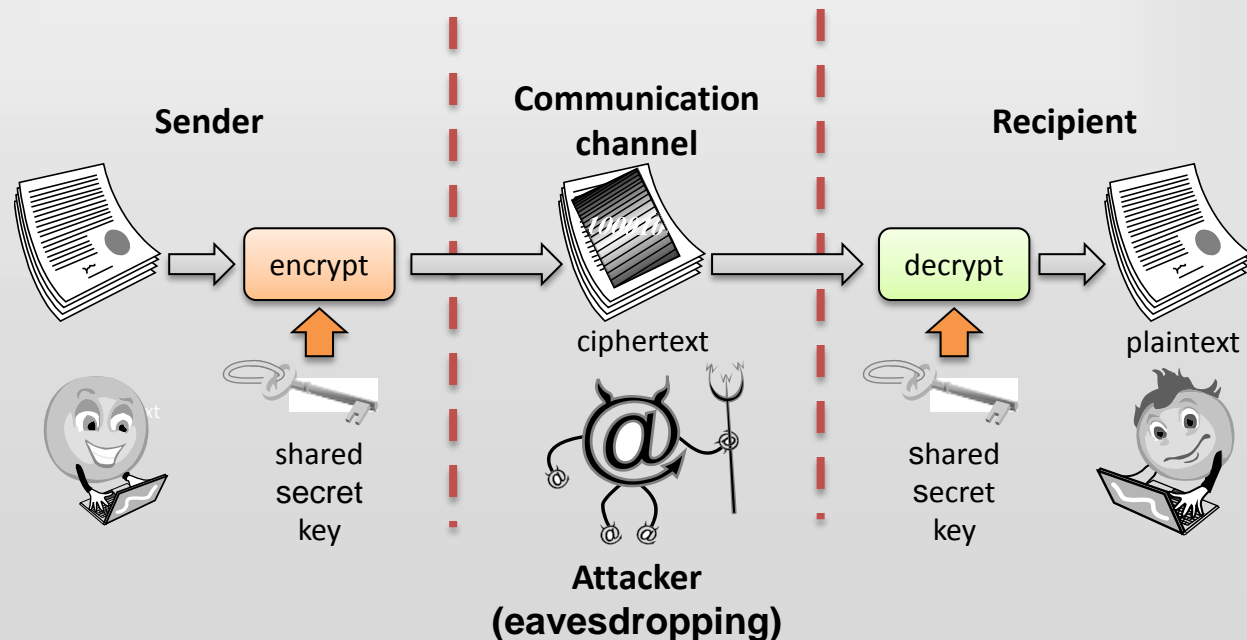 Sender
Communication
channel
Recipient
encrypt
decrypt
ciphertext
plaintext
shared
secret
key
@
@
@
@
@
shared
secret
key
Attacker
(eavesdropping)